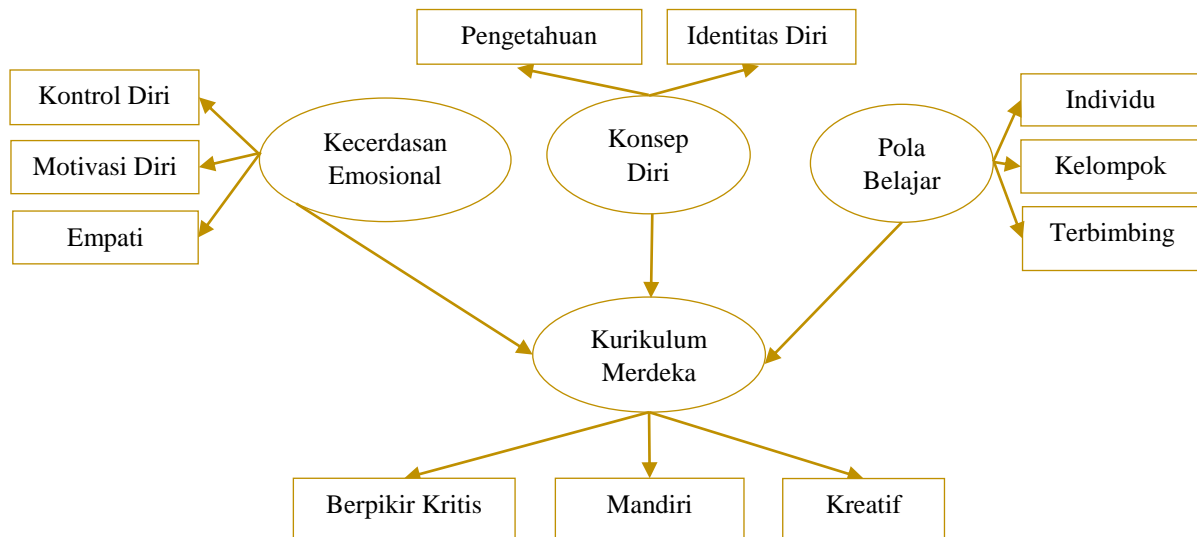 Pengetahuan
Identitas Diri
Kontrol Diri
Motivasi Diri
Empati
Kecerdasan
Emosional
Konsep
Diri
Pola
Belajar
Individu
Kelompok
Terbimbing
Kurikulum
Merdeka
Berpikir Kritis
Mandiri
Kreatif